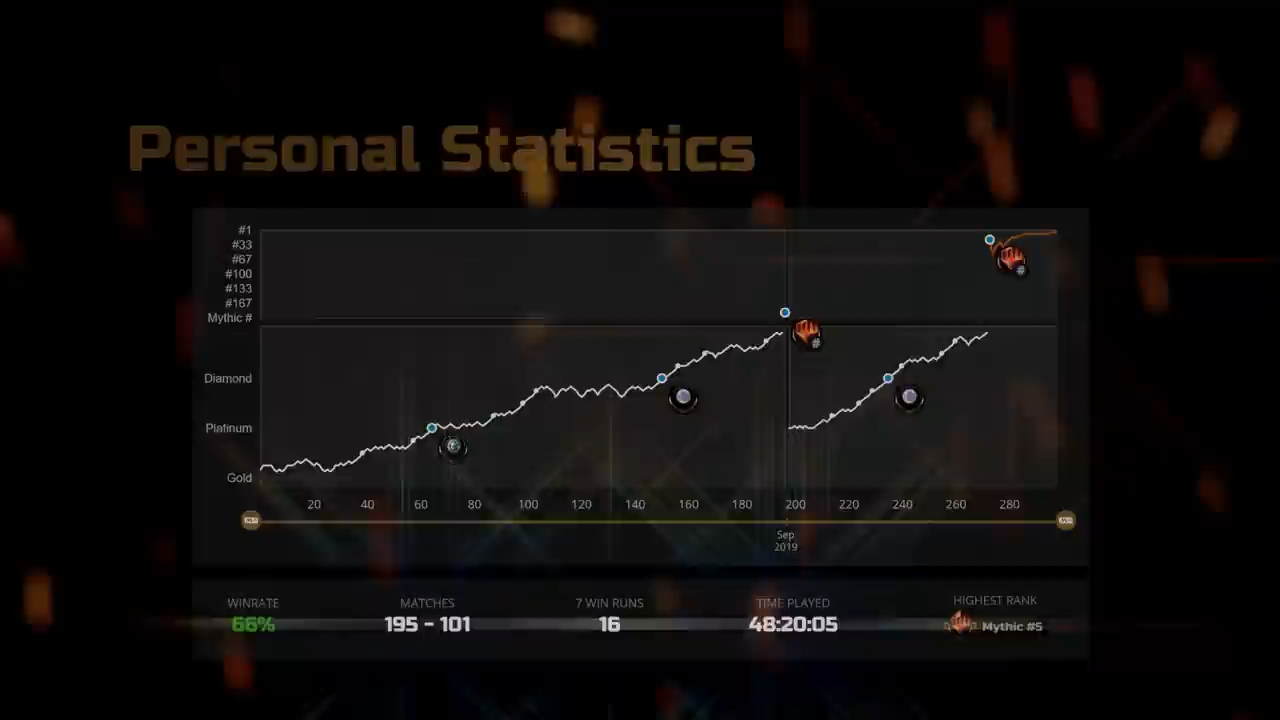 Personal Statistics
#1
#33
#67
#100
#133
#167
Mythic #
Diamond
Platinum
Gold
20 40 60 80 100 120 140 160 180 200 220 240 260 280
Sep
2019
WINRATE MATCHES 7 WIN RUNS TIME PLAYED HIGHEST RANK
66% 195 - 101 16 48:20:05 Mythic #5